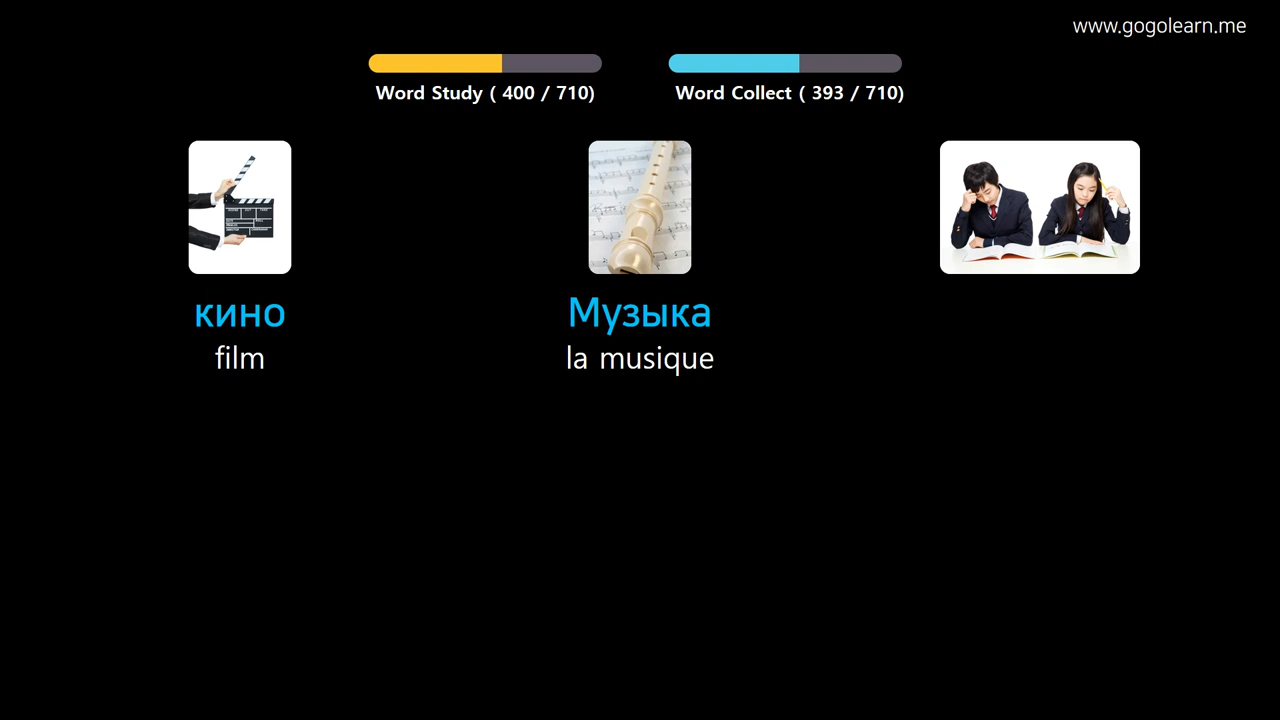 www.gogolearn.me
Word Study ( 400 / 710)
Word Collect ( 393 / 710)
кино
film
Музыка
la musique